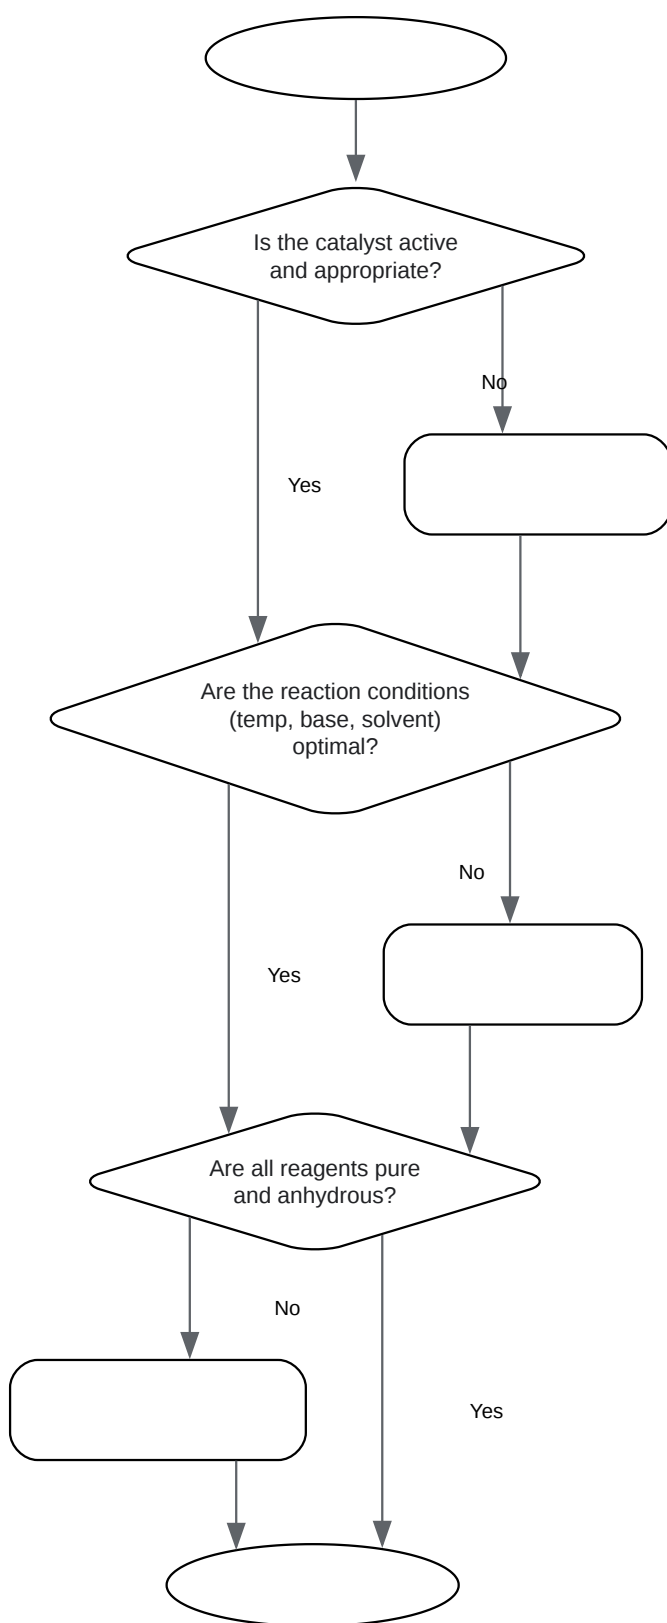 Is the catalyst active
and appropriate?
No
Yes
Are the reaction conditions
(temp, base, solvent)
optimal?
No
Yes
Are all reagents pure
and anhydrous?
No
Yes